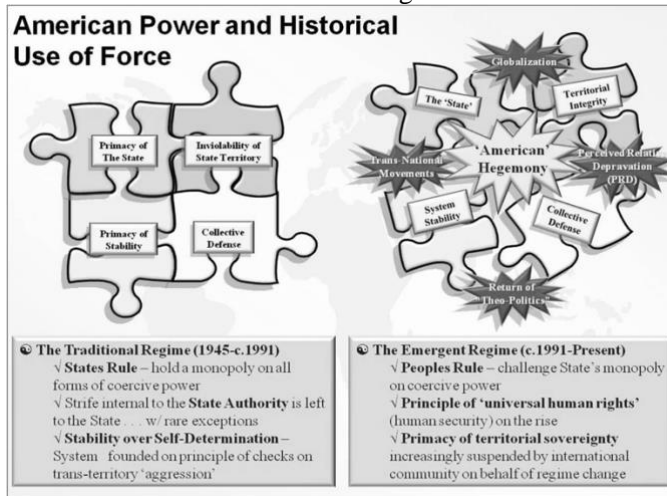 American Power and Historical
Use of Force
Primacy of
The State
Inviolability of
State Territory
Primacy of
Stability
Collective
Defense
Globalization
The 'State'
Territorial
Integrity
Trans-National
Movements
'American'
Hegemony
Perceived Relati
Depravation
(PRD)
System
Stability
Collective
Defense
Return of
Theo-Politics"
The Traditional Regime (1945-c.1991)
√ States Rule – hold a monopoly on all
forms of coercive power
√ Strife internal to the State Authority is left
to the State . . . w/ rare exceptions
√ Stability over Self-Determination –
System founded on principle of checks on
trans-territory 'aggression'
The Emergent Regime (c.1991-Present)
√ Peoples Rule – challenge State's monopoly
on coercive power
√ Principle of 'universal human rights'
(human security) on the rise
√ Primacy of territorial sovereignty
increasingly suspended by international
community on behalf of regime change